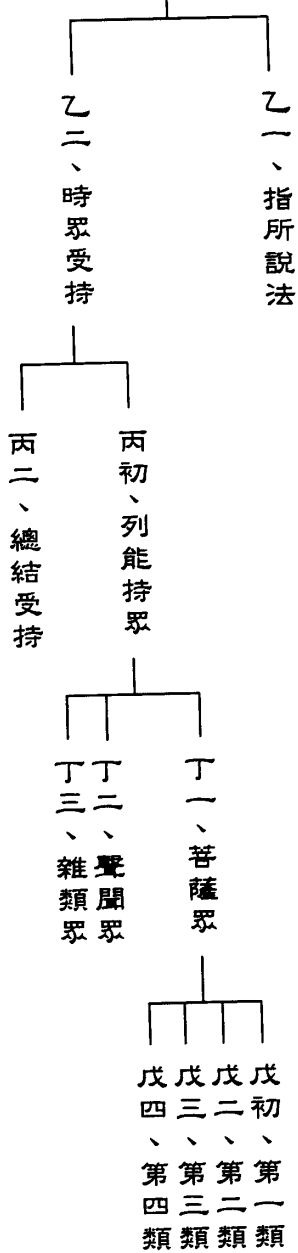 乙一、指所說法
乙二、時眾受持
丙初、列能持眾
丙二、總結受持
丁一、菩薩眾
丁二、聲聞眾
丁三、雜類眾
戊初、第一類
戊二、第二類
戊三、第三類
戊四、第四類